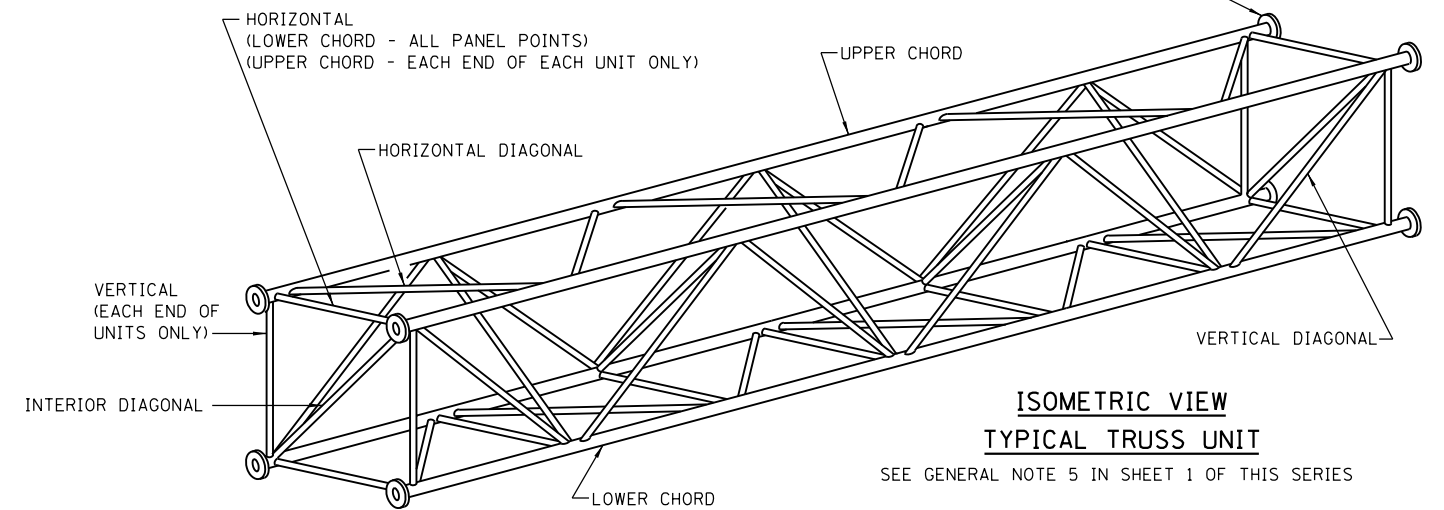 HORIZONTAL
(LOWER CHORD - ALL PANEL POINTS)
(UPPER CHORD - EACH END OF EACH UNIT ONLY)
UPPER CHORD
HORIZONTAL DIAGONAL
VERTICAL
(EACH END OF
UNITS ONLY)
VERTICAL DIAGONAL
INTERIOR DIAGONAL
ISOMETRIC VIEW
TYPICAL TRUSS UNIT
SEE GENERAL NOTE 5 IN SHEET 1 OF THIS SERIES
LOWER CHORD